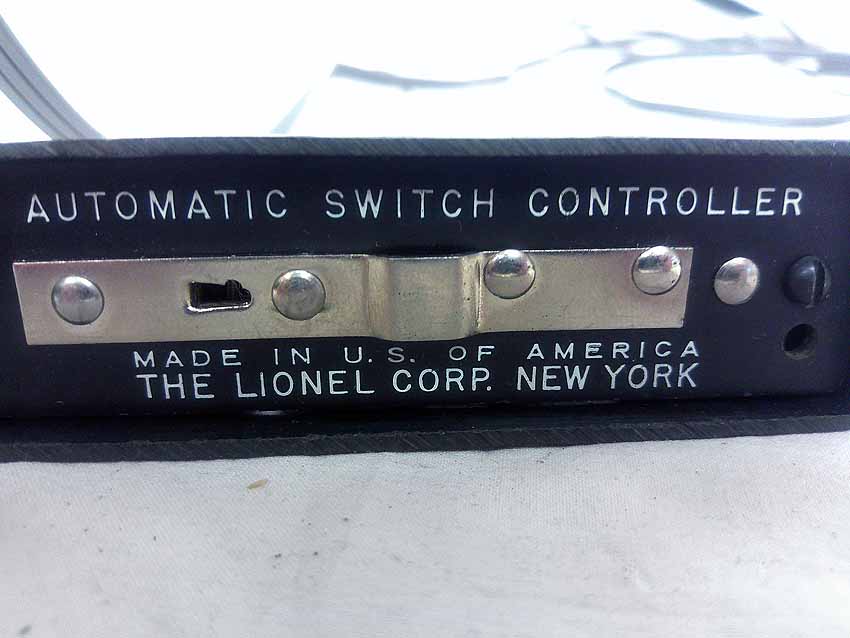 AUTOMATIC SWITCH CONTROLLER
MADE IN U.S. OF AMERICA
THE LIONEL CORP. NEW YORK